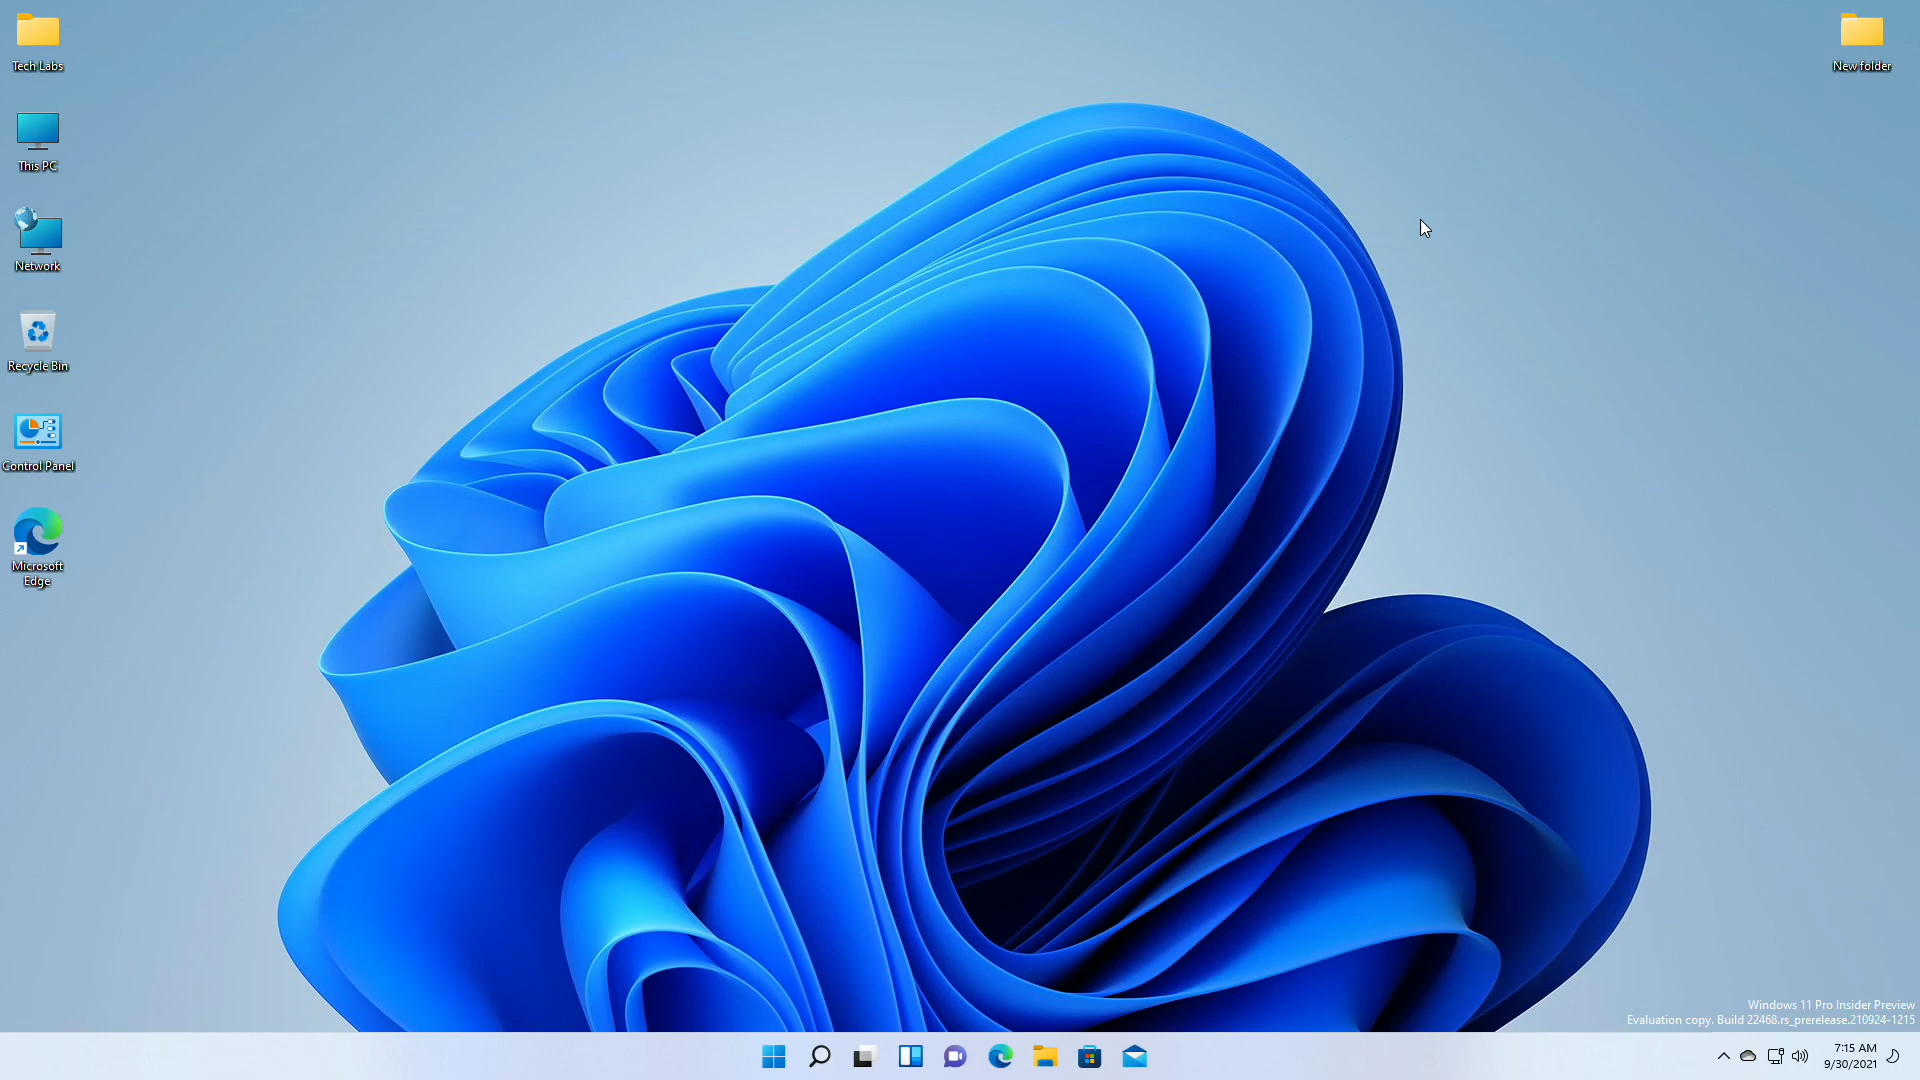 Tech Labs
New folder
This PC
Network
Recycle Bin
Control Panel
Microsoft
Edge
Windows 11 Pro Insider Preview
Evaluation copy. Build 22468.rs_prerelease.210924-1215
7:15 AM
9/30/2021